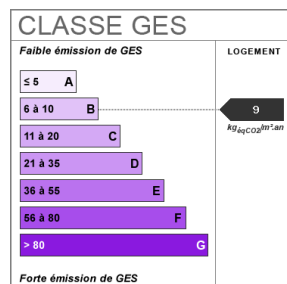 CLASSE GES
Faible émission de GES
LOGEMENT
≤ 5 A
6 à 10 B
9
kgéqCO2/m².an
11 à 20 C
21 à 35 D
36 à 55 E
56 à 80 F
> 80 G
Forte émission de GES